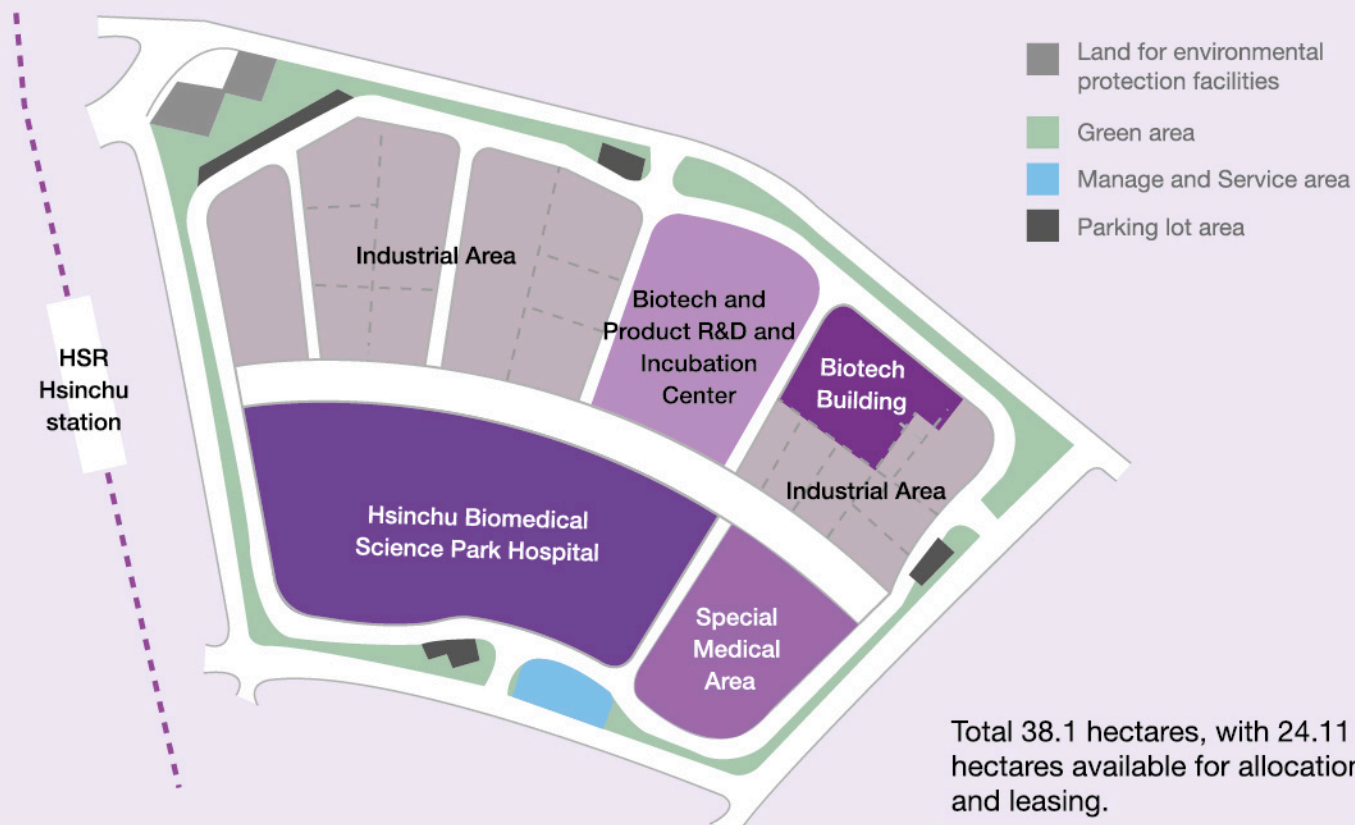 Land for environmental
protection facilities
Green area
Manage and Service area
Parking lot area
Industrial Area
Biotech and
Product R&D and
Incubation
Center
HSR
Hsinchu
station
Biotech
Building
Industrial Area
Hsinchu Biomedical
Science Park Hospital
Special
Medical
Area
Total 38.1 hectares, with 24.11
hectares available for allocation
and leasing.